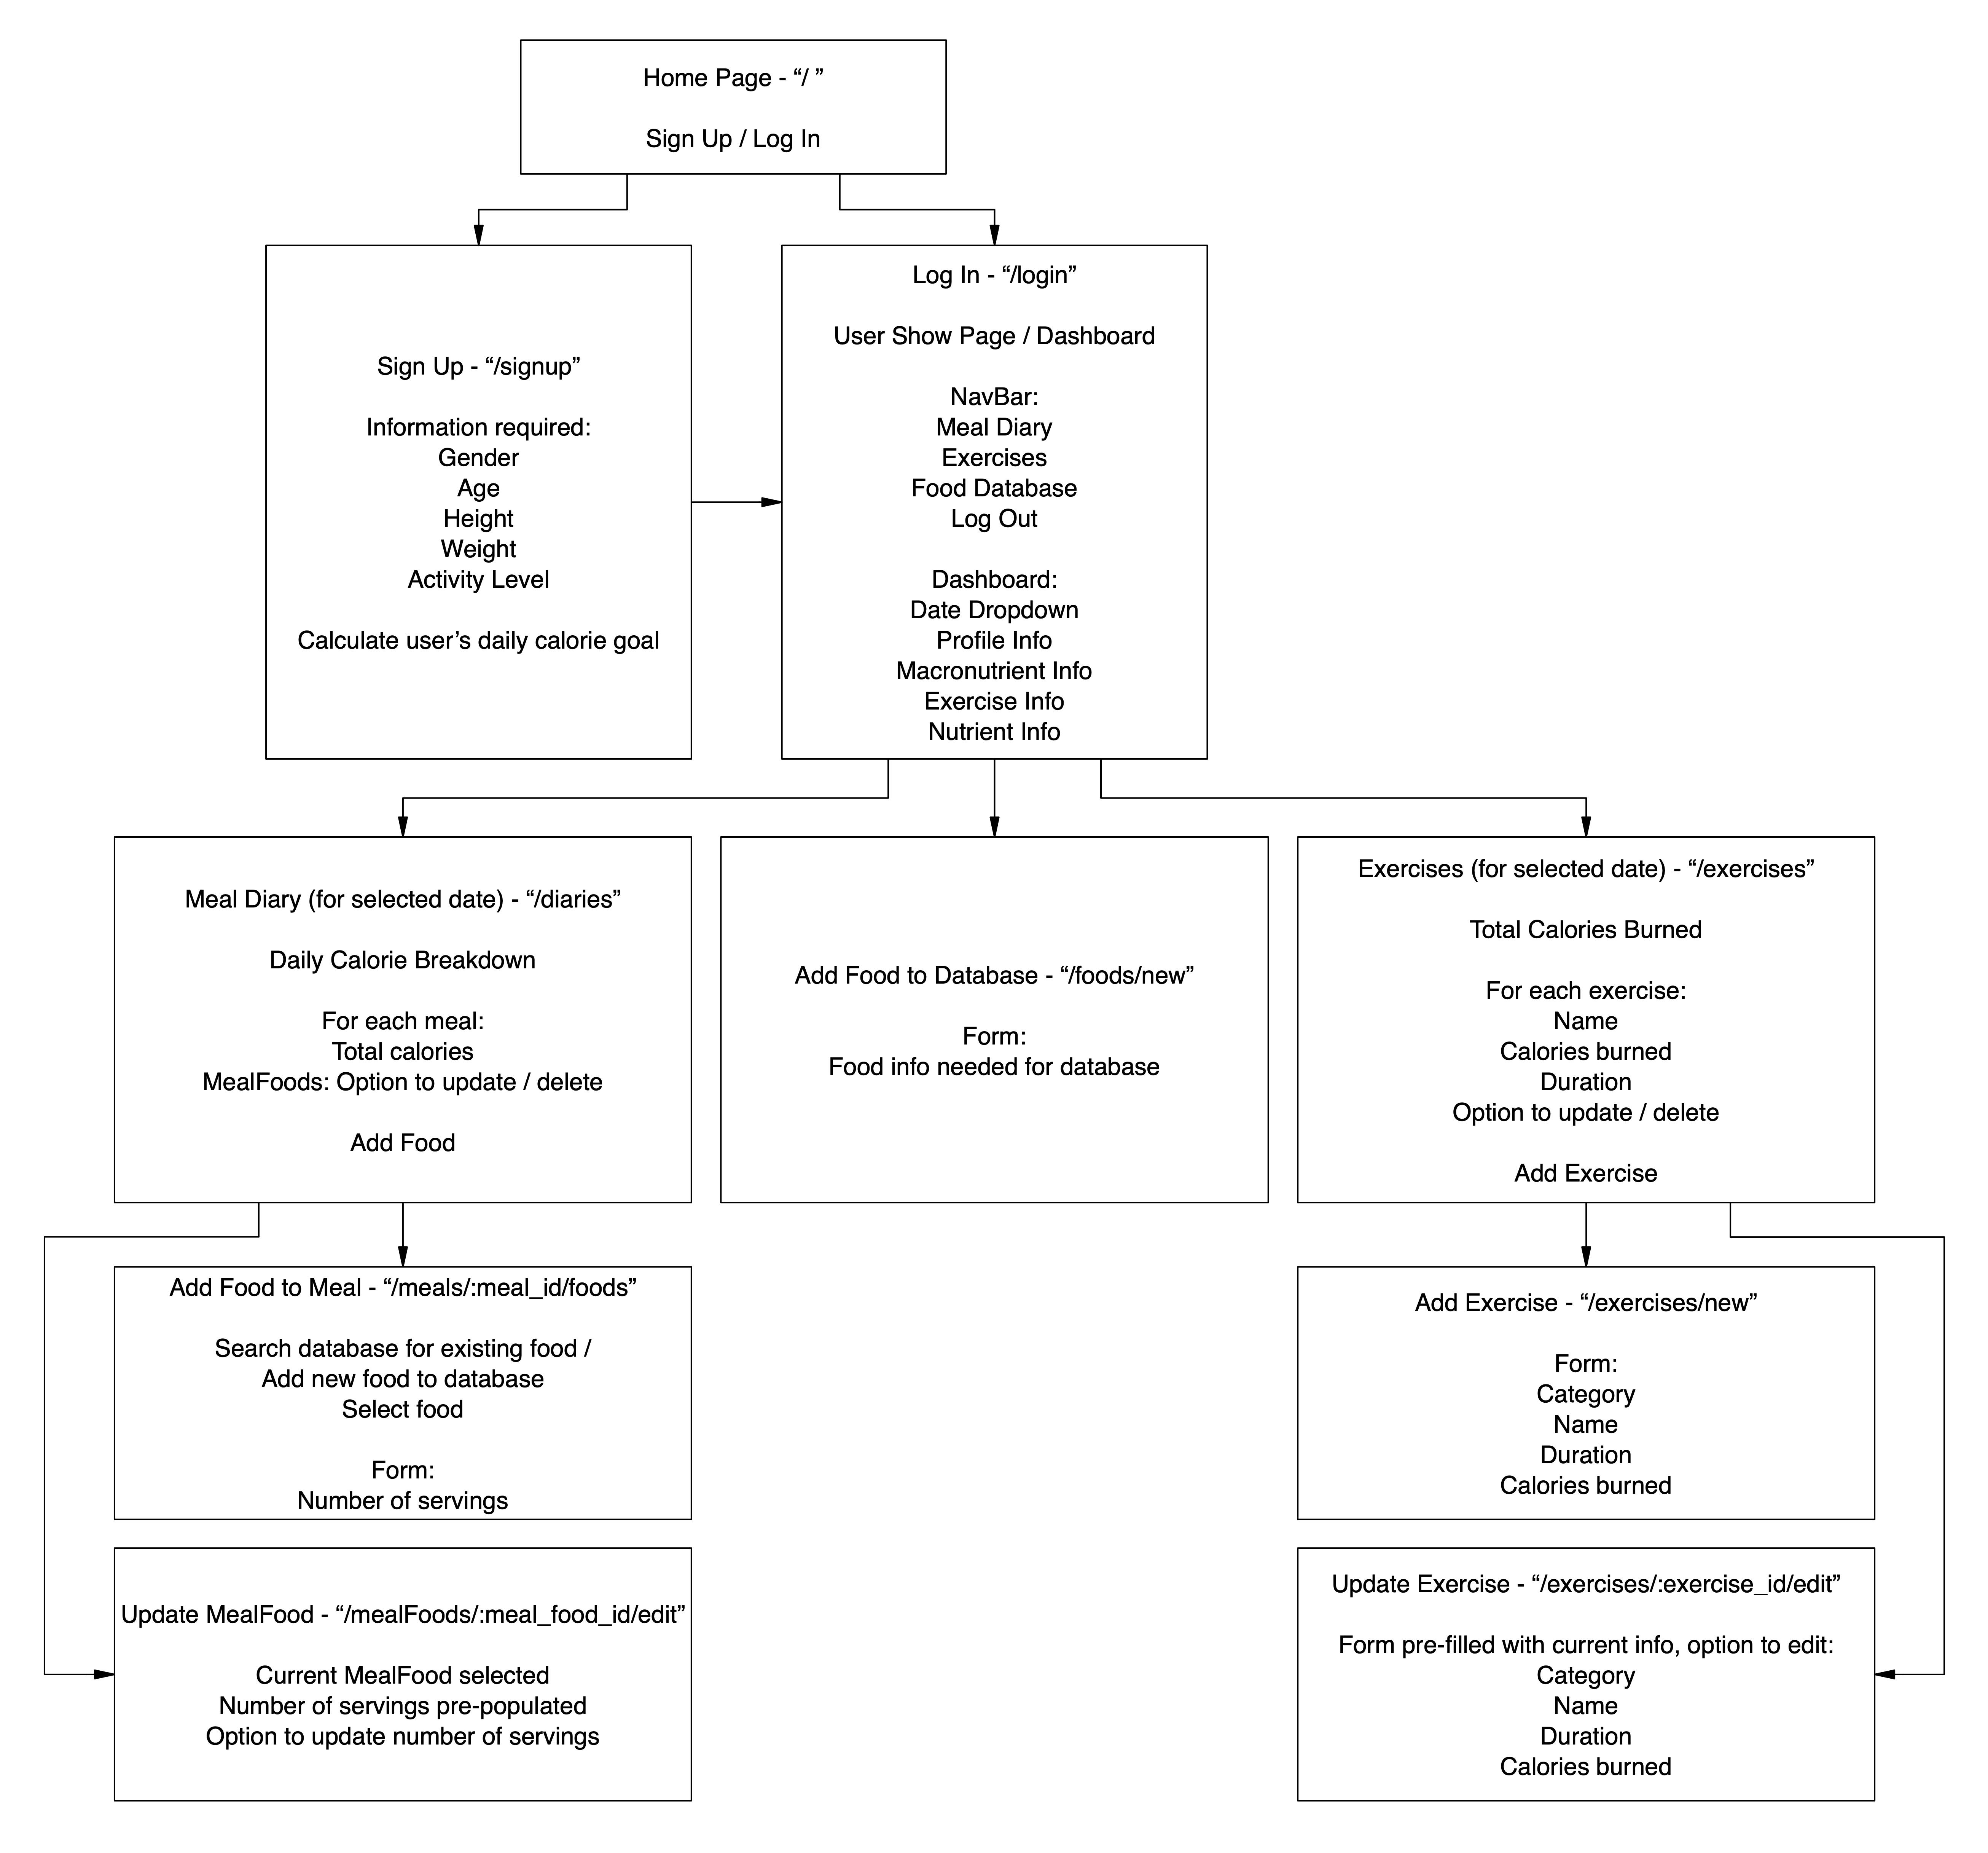 Home Page - “/ ”
Sign Up / Log In
Sign Up - “/signup”
Information required:
Gender
Age
Height
Weight
Activity Level
Calculate user’s daily calorie goal
Log In - “/login”
User Show Page / Dashboard
NavBar:
Meal Diary
Exercises
Food Database
Log Out
Dashboard:
Date Dropdown
Profile Info
Macronutrient Info
Exercise Info
Nutrient Info
Meal Diary (for selected date) - “/diaries”
Daily Calorie Breakdown
For each meal:
Total calories
MealFoods: Option to update / delete
Add Food
Add Food to Database - “/foods/new”
Form:
Food info needed for database
Exercises (for selected date) - “/exercises”
Total Calories Burned
For each exercise:
Name
Calories burned
Duration
Option to update / delete
Add Exercise
Add Food to Meal - “/meals/:meal_id/foods”
Search database for existing food /
Add new food to database
Select food
Form:
Number of servings
Add Exercise - “/exercises/new”
Form:
Category
Name
Duration
Calories burned
Update MealFood - “/mealFoods/:meal_food_id/edit”
Current MealFood selected
Number of servings pre-populated
Option to update number of servings
Update Exercise - “/exercises/:exercise_id/edit”
Form pre-filled with current info, option to edit:
Category
Name
Duration
Calories burned